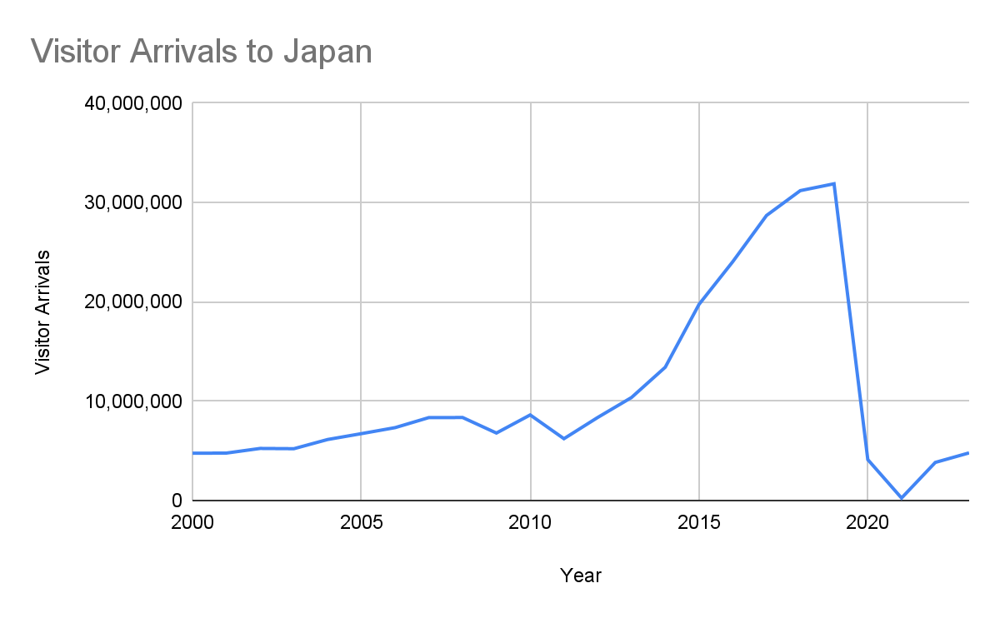 Visitor Arrivals to Japan
40,000,000
30,000,000
20,000,000
10,000,000
0
Visitor Arrivals
2000 2005 2010 2015 2020
Year